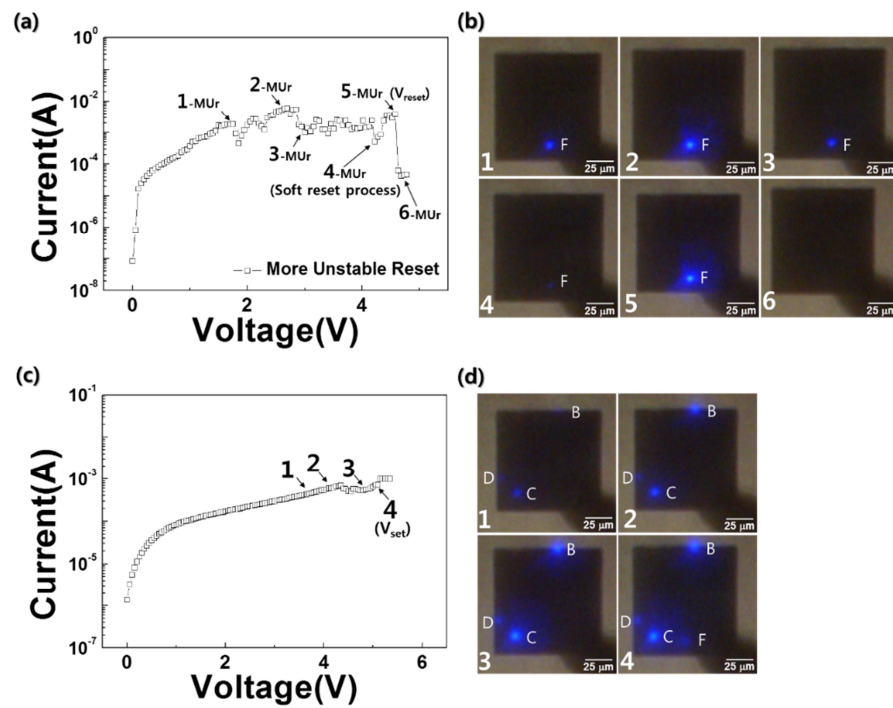 (a)
10⁰
10⁻²
10⁻⁴
10⁻⁶
10⁻⁸
Current(A)
1-MUr
2-MUr
5-MUr (Vreset)
3-MUr
4-MUr
(Soft reset process)
6-MUr
More Unstable Reset
0 2 4
Voltage(V)
(b)
F
1
25 μm
F
2
25 μm
F
3
25 μm
F
4
25 μm
F
5
25 μm
6
25 μm
(c)
10⁻¹
10⁻³
10⁻⁵
10⁻⁷
Current(A)
1
2
3
4
(Vset)
0 2 4 6
Voltage(V)
(d)
B
D
C
1
25 μm
B
D
C
2
25 μm
B
D
C
3
25 μm
B
D
C
F
4
25 μm